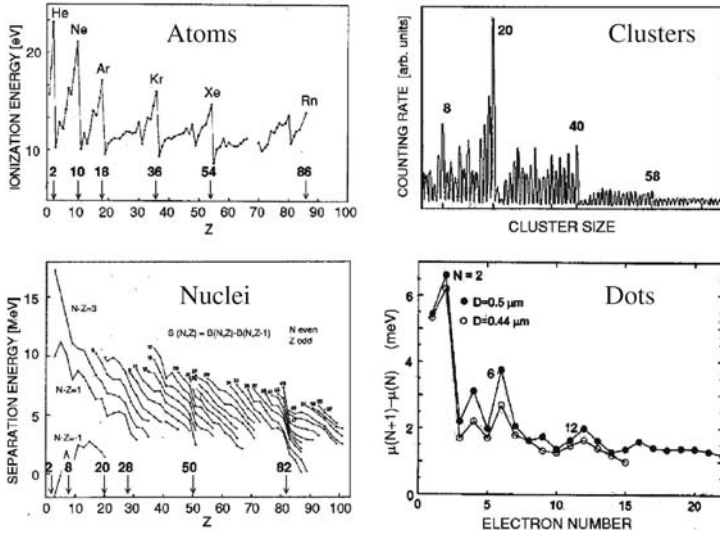 Atoms
He
Ne
Ar
Kr
Xe
Rn
IONIZATION ENERGY [eV]
20
10
2 10 18 36 54 86
0 10 20 30 40 50 60 70 80 90 100
Z
Clusters
COUNTING RATE [arb. units]
8
20
40
58
CLUSTER SIZE
Nuclei
SEPARATION ENERGY [MeV]
15
10
5
0
N-Z=3
N-Z=1
N-Z=-1
S (N,Z) = B(N,Z)-B(N,Z-1)
N even
Z odd
2 8 20 28 50 82
0 10 20 30 40 50 60 70 80 90 100
Z
Dots
μ(N+1)-μ(N) (meV)
6
4
2
0
N = 2
D=0.5 μm
D=0.44 μm
6
12
0 5 10 15 20
ELECTRON NUMBER